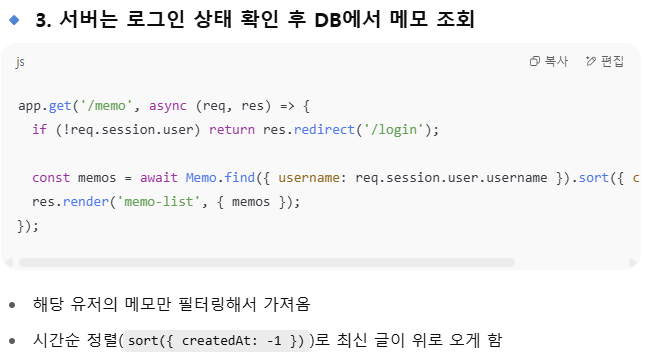 3. 서버는 로그인 상태 확인 후 DB에서 메모 조회
js
복사
편집
app.get('/memo', async (req, res) => {
  if (!req.session.user) return res.redirect('/login');
  const memos = await Memo.find({ username: req.session.user.username }).sort({ c
  res.render('memo-list', { memos });
});
해당 유저의 메모만 필터링해서 가져옴
시간순 정렬(sort({ createdAt: -1 }))로 최신 글이 위로 오게 함